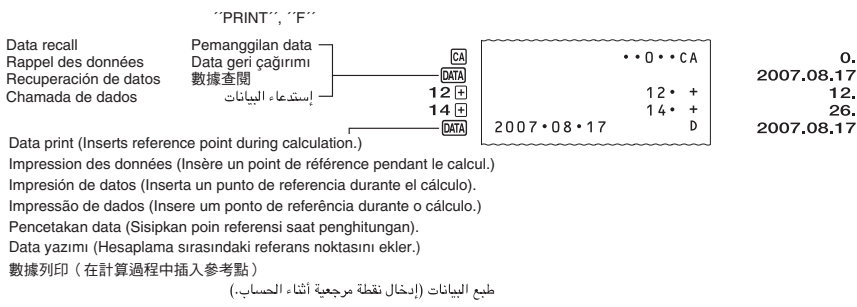 ´´PRINT´´, ´´F´´
Data recall
Rappel des données
Recuperación de datos
Chamada de dados
Pemanggilan data
Data geri çağırımı
數據查閱
إستدعاء البيانات
CA
DATA
12 +
14 +
DATA
••0••CA
12• +
14• +
2007•08•17 D
0.
2007.08.17
12.
26.
2007.08.17
Data print (Inserts reference point during calculation.)
Impression des données (Insère un point de référence pendant le calcul.)
Impresión de datos (Inserta un punto de referencia durante el cálculo).
Impressão de dados (Insere um ponto de referência durante o cálculo.)
Pencetakan data (Sisipkan poin referensi saat penghitungan).
Data yazımı (Hesaplama sırasındaki referans noktasını ekler.)
數據列印（在計算過程中插入參考點）
طبع البيانات (إدخال نقطة مرجعية أثناء الحساب.)